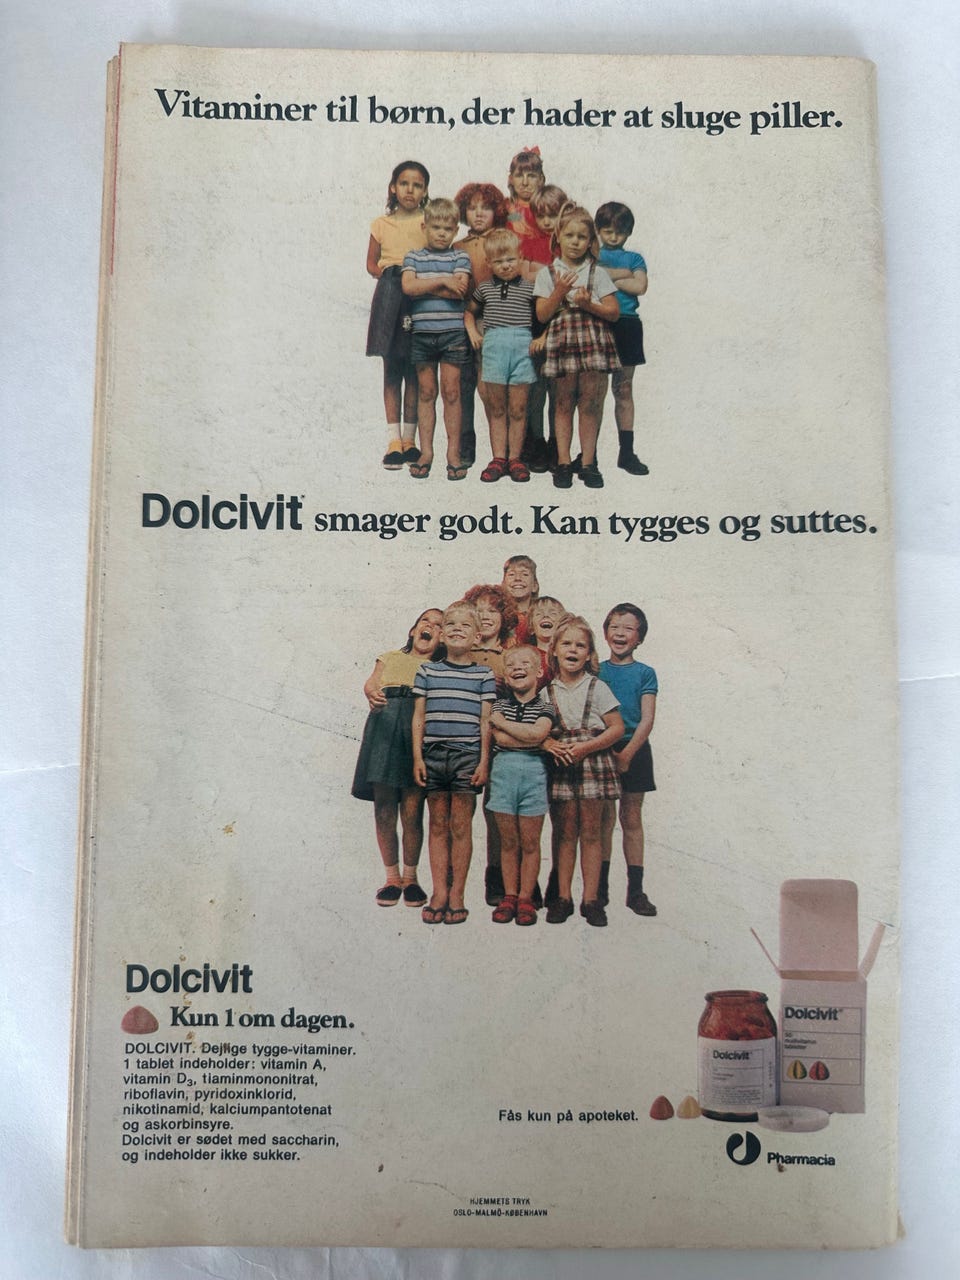 Vitaminer til børn, der hader at sluge piller.
Dolcivit smager godt. Kan tygges og suttes.
Dolcivit
Kun 1 om dagen.
DOLCIVIT. Dejlige tygge-vitaminer.
1 tablet indeholder: vitamin A,
vitamin D₃, tiaminmononitrat,
riboflavin, pyridoxinklorid,
nikotinamid, kalciumpantotenat
og askorbinsyre.
Dolcivit er sødet med saccharin,
og indeholder ikke sukker.
Fås kun på apoteket.
Dolcivit
Dolcivit
multivitamin
tabletter
Pharmacia
HJEMMETS TRYK
OSLO-MALMÖ-KØBENHAVN